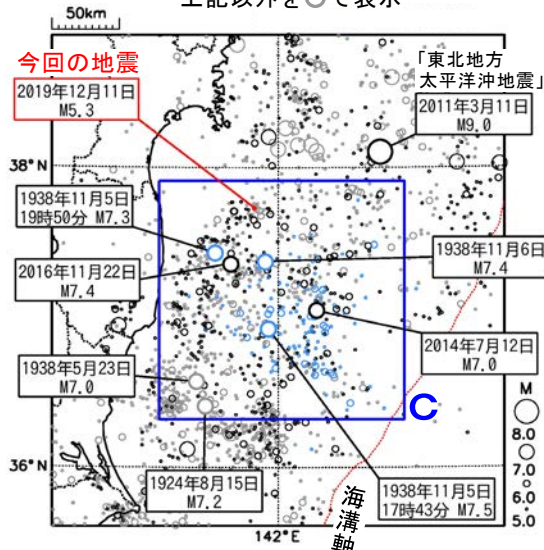 上記以外を○で表示
50km
今回の地震
2019年12月11日
M5.3
「東北地方
太平洋沖地震」
2011年3月11日
M9.0
38°N
1938年11月5日
19時50分 M7.3
1938年11月6日
M7.4
2016年11月22日
M7.4
2014年7月12日
M7.0
1938年5月23日
M7.0
C
M
8.0
7.0
6.0
5.0
36°N
1924年8月15日
M7.2
1938年11月5日
17時43分 M7.5
海溝軸
142°E